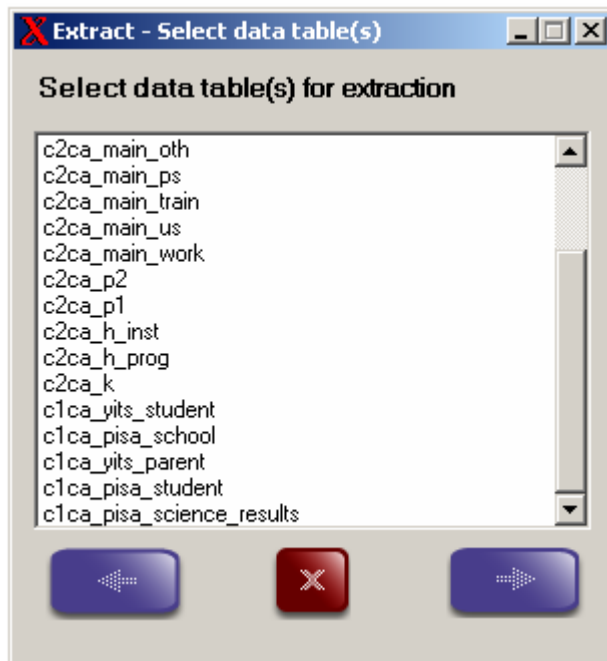 Extract - Select data table(s)
Select data table(s) for extraction
c2ca_main_oth
c2ca_main_ps
c2ca_main_train
c2ca_main_us
c2ca_main_work
c2ca_p2
c2ca_p1
c2ca_h_inst
c2ca_h_prog
c2ca_k
c1ca_yits_student
c1ca_pisa_school
c1ca_yits_parent
c1ca_pisa_student
c1ca_pisa_science_results